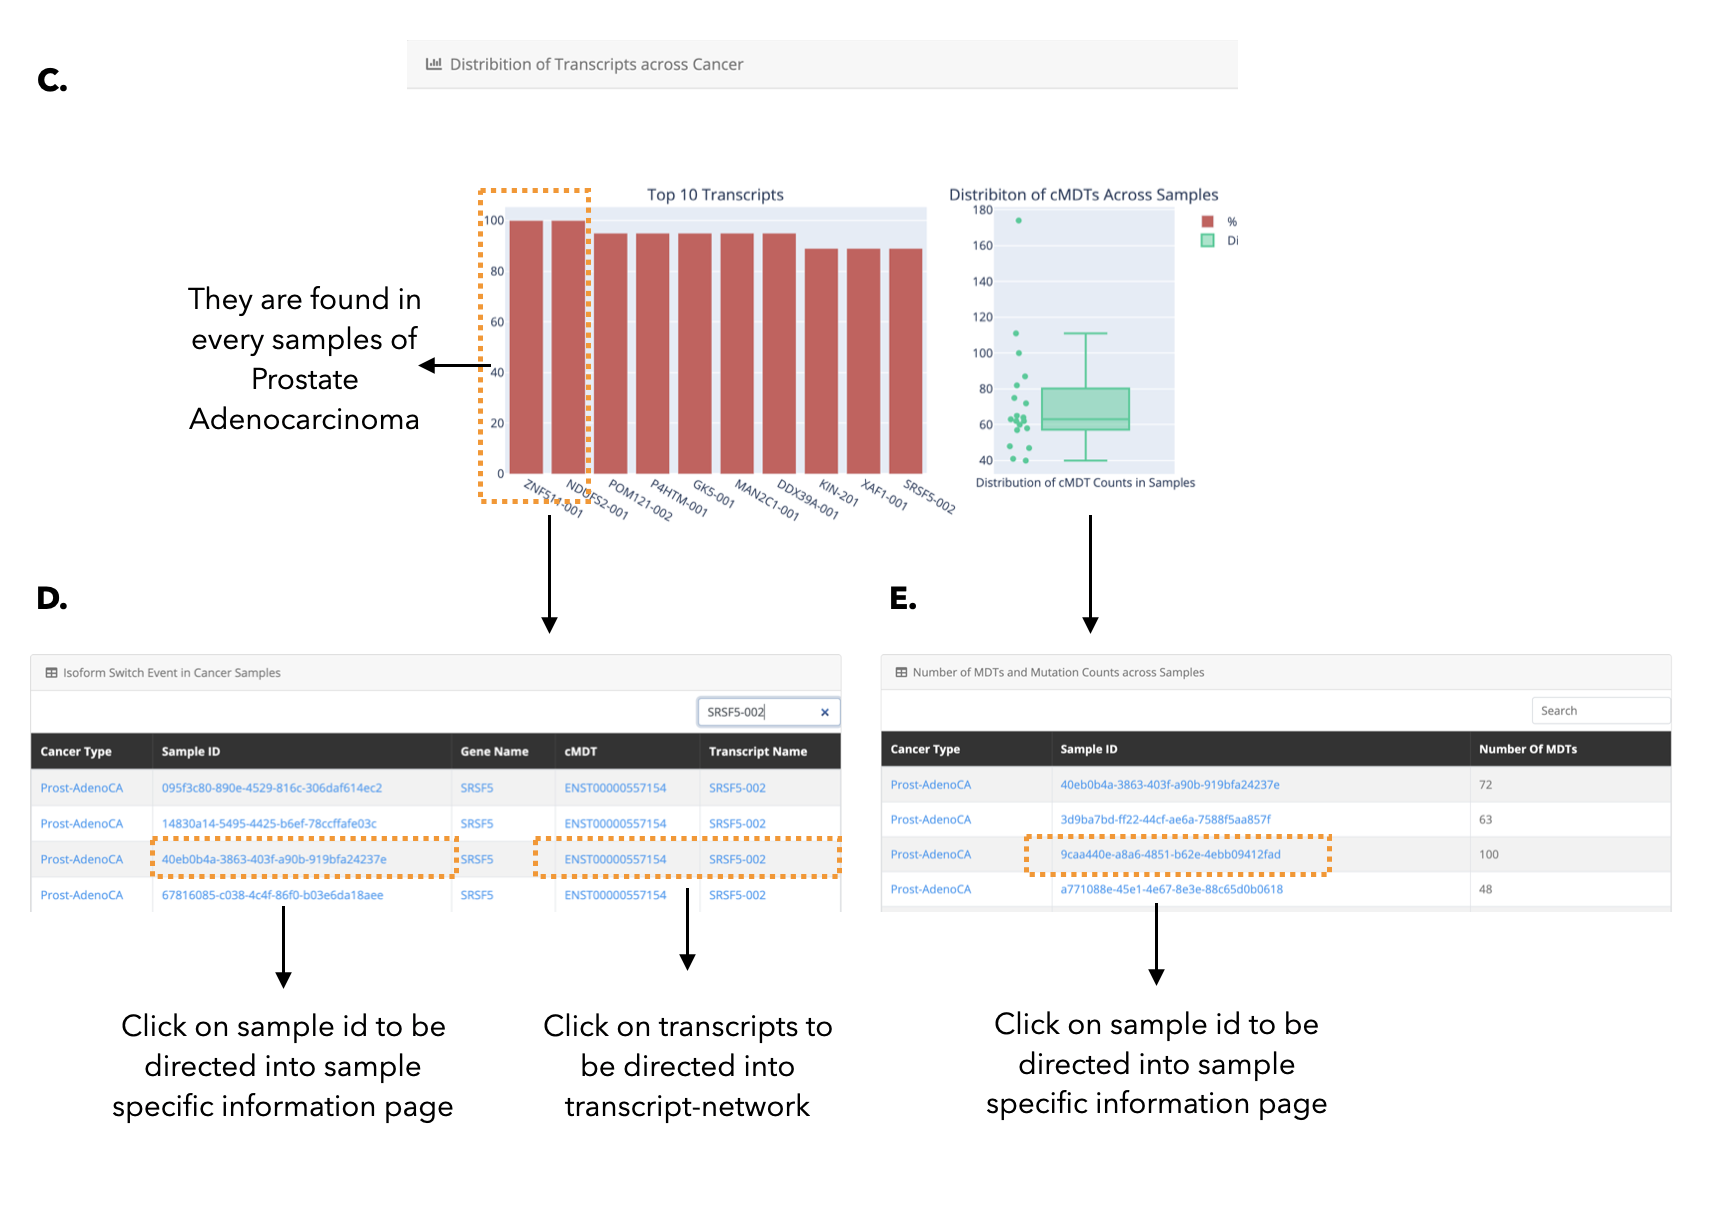 C.
Distribition of Transcripts across Cancer
Top 10 Transcripts
100
80
60
40
20
0
ZNF511-001
NDUFS2-001
POM121-002
P4HTM-001
GK5-001
MAN2C1-001
DDX39A-001
KIN-201
XAF1-001
SRSF5-002
Distribiton of cMDTs Across Samples
180
160
140
120
100
80
60
40
Distribution of cMDT Counts in Samples
%
Di
They are found in
every samples of
Prostate
Adenocarcinoma
D.
Isoform Switch Event in Cancer Samples
SRSF5-002 ×
Cancer Type Sample ID Gene Name cMDT Transcript Name
Prost-AdenoCA 095f3c80-890e-4529-816c-306daf614ec2 SRSF5 ENST00000557154 SRSF5-002
Prost-AdenoCA 14830a14-5495-4425-b6ef-78ccffafe03c SRSF5 ENST00000557154 SRSF5-002
Prost-AdenoCA 40eb0b4a-3863-403f-a90b-919bfa24237e SRSF5 ENST00000557154 SRSF5-002
Prost-AdenoCA 67816085-c038-4c4f-86f0-b03e6da18aee SRSF5 ENST00000557154 SRSF5-002
Click on sample id to be
directed into sample
specific information page
Click on transcripts to
be directed into
transcript-network
E.
Number of MDTs and Mutation Counts across Samples
Search
Cancer Type Sample ID Number Of MDTs
Prost-AdenoCA 40eb0b4a-3863-403f-a90b-919bfa24237e 72
Prost-AdenoCA 3d9ba7bd-ff22-44cf-ae6a-7588f5aa857f 63
Prost-AdenoCA 9caa440e-a8a6-4851-b62e-4ebb09412fad 100
Prost-AdenoCA a771088e-45e1-4e67-8e3e-88c65d0b0618 48
Click on sample id to be
directed into sample
specific information page